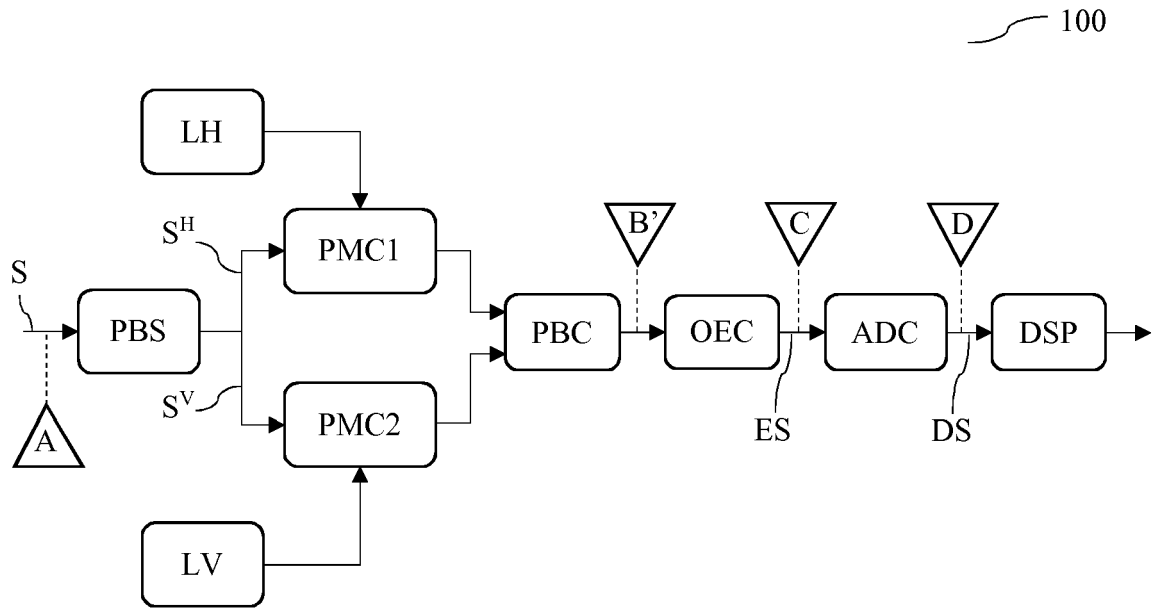 100
LH
S^H
PMC1
B’
C
D
S
PBS
PBC
OEC
ADC
DSP
S^V
A
PMC2
ES
DS
LV